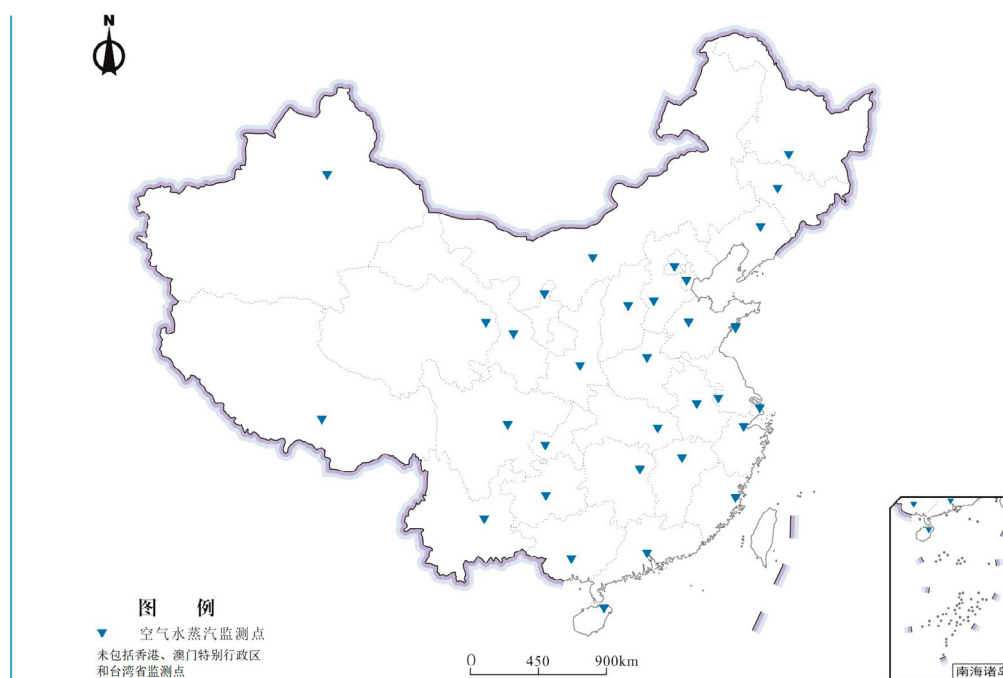 N
图 例
空气水蒸汽监测点
未包括香港、澳门特别行政区
和台湾省监测点
0 450 900km
南海诸岛